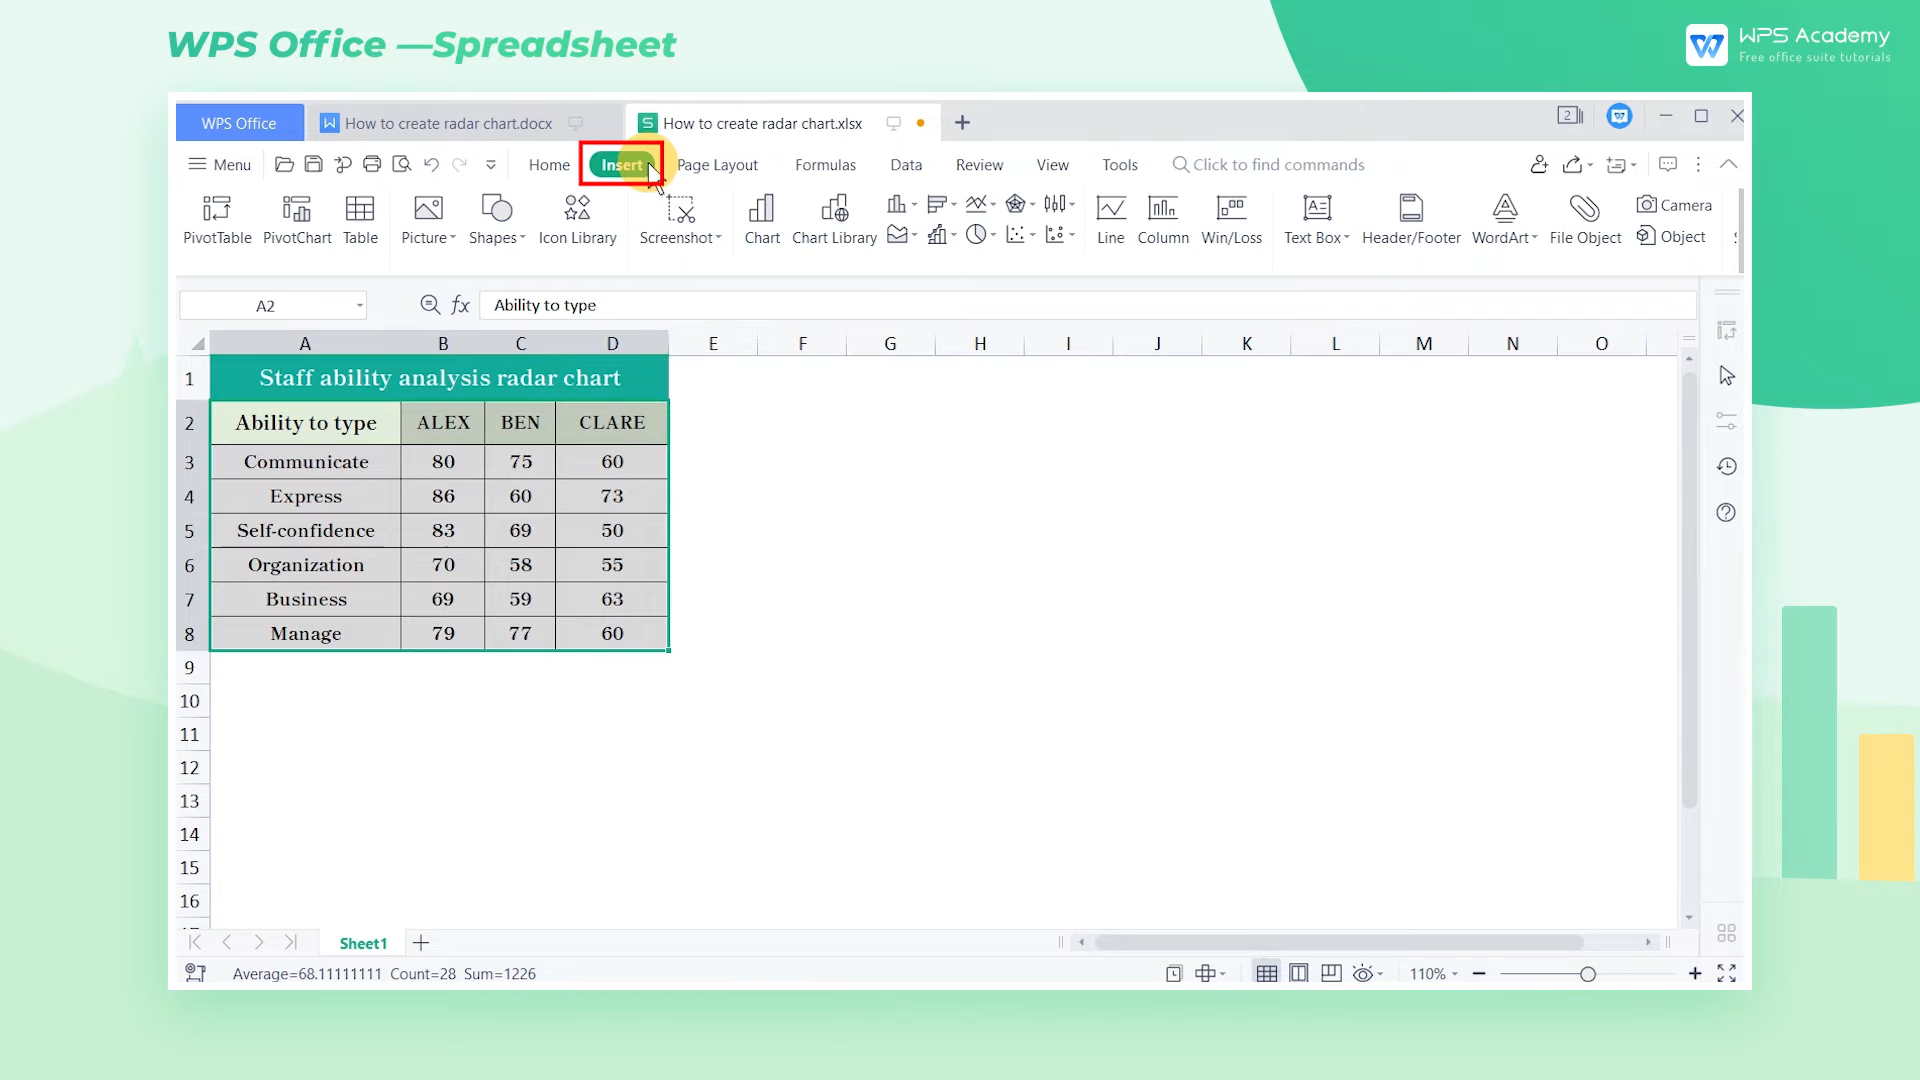 WPS Office —Spreadsheet
WPS Academy
Free office suite tutorials
WPS Office
W How to create radar chart.docx
S How to create radar chart.xlsx
2
Menu Home Insert Page Layout Formulas Data Review View Tools Click to find commands
PivotTable PivotChart Table Picture Shapes Icon Library Screenshot Chart Chart Library Line Column Win/Loss Text Box Header/Footer WordArt File Object
Camera
Object
A2 fx Ability to type
A B C D E F G H I J K L M N O
1 Staff ability analysis radar chart
2 Ability to type ALEX BEN CLARE
3 Communicate 80 75 60
4 Express 86 60 73
5 Self-confidence 83 69 50
6 Organization 70 58 55
7 Business 69 59 63
8 Manage 79 77 60
9
10
11
12
13
14
15
16
Sheet1
Average=68.11111111 Count=28 Sum=1226
110%